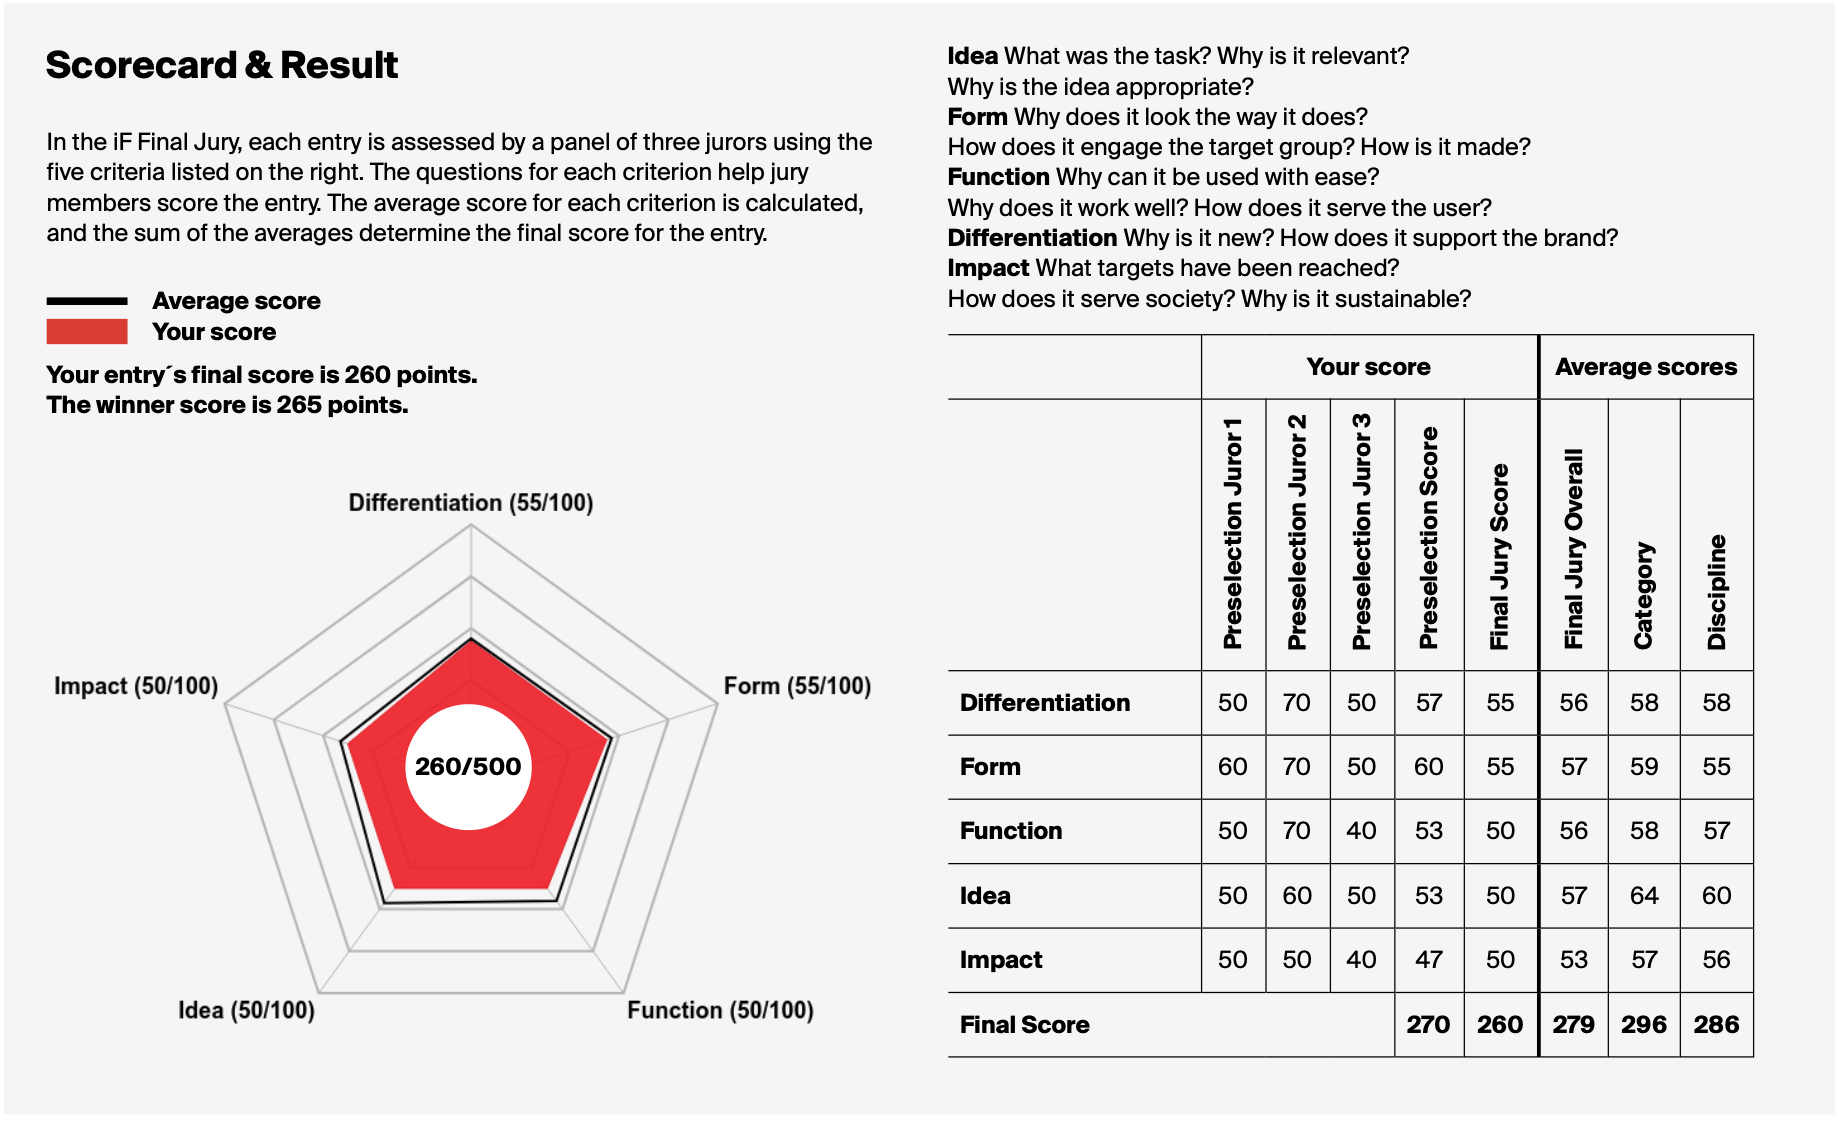 Scorecard & Result
In the iF Final Jury, each entry is assessed by a panel of three jurors using the
five criteria listed on the right. The questions for each criterion help jury
members score the entry. The average score for each criterion is calculated,
and the sum of the averages determine the final score for the entry.
Average score
Your score
Your entry´s final score is 260 points.
The winner score is 265 points.
Differentiation (55/100)
Impact (50/100)
Form (55/100)
260/500
Idea (50/100)
Function (50/100)
Idea What was the task? Why is it relevant?
Why is the idea appropriate?
Form Why does it look the way it does?
How does it engage the target group? How is it made?
Function Why can it be used with ease?
Why does it work well? How does it serve the user?
Differentiation Why is it new? How does it support the brand?
Impact What targets have been reached?
How does it serve society? Why is it sustainable?
Your score Average scores
Preselection Juror 1
Preselection Juror 2
Preselection Juror 3
Preselection Score
Final Jury Score
Final Jury Overall
Category
Discipline
Differentiation 50 70 50 57 55 56 58 58
Form 60 70 50 60 55 57 59 55
Function 50 70 40 53 50 56 58 57
Idea 50 60 50 53 50 57 64 60
Impact 50 50 40 47 50 53 57 56
Final Score 270 260 279 296 286